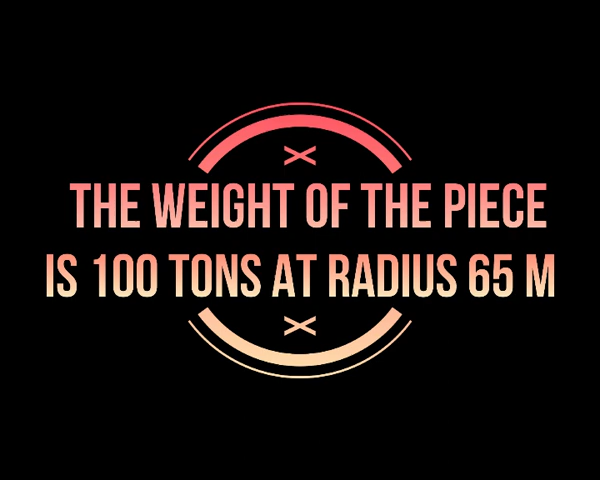 THE WEIGHT OF THE PIECE
IS 100 TONS AT RADIUS 65 M